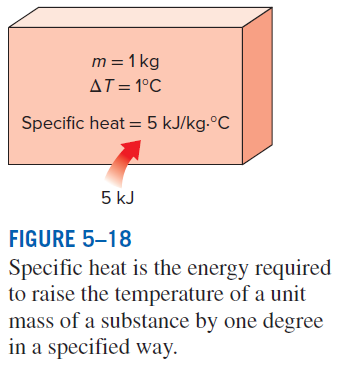 m = 1 kg
ΔT = 1°C
Specific heat = 5 kJ/kg·°C
5 kJ
FIGURE 5–18
Specific heat is the energy required
to raise the temperature of a unit
mass of a substance by one degree
in a specified way.